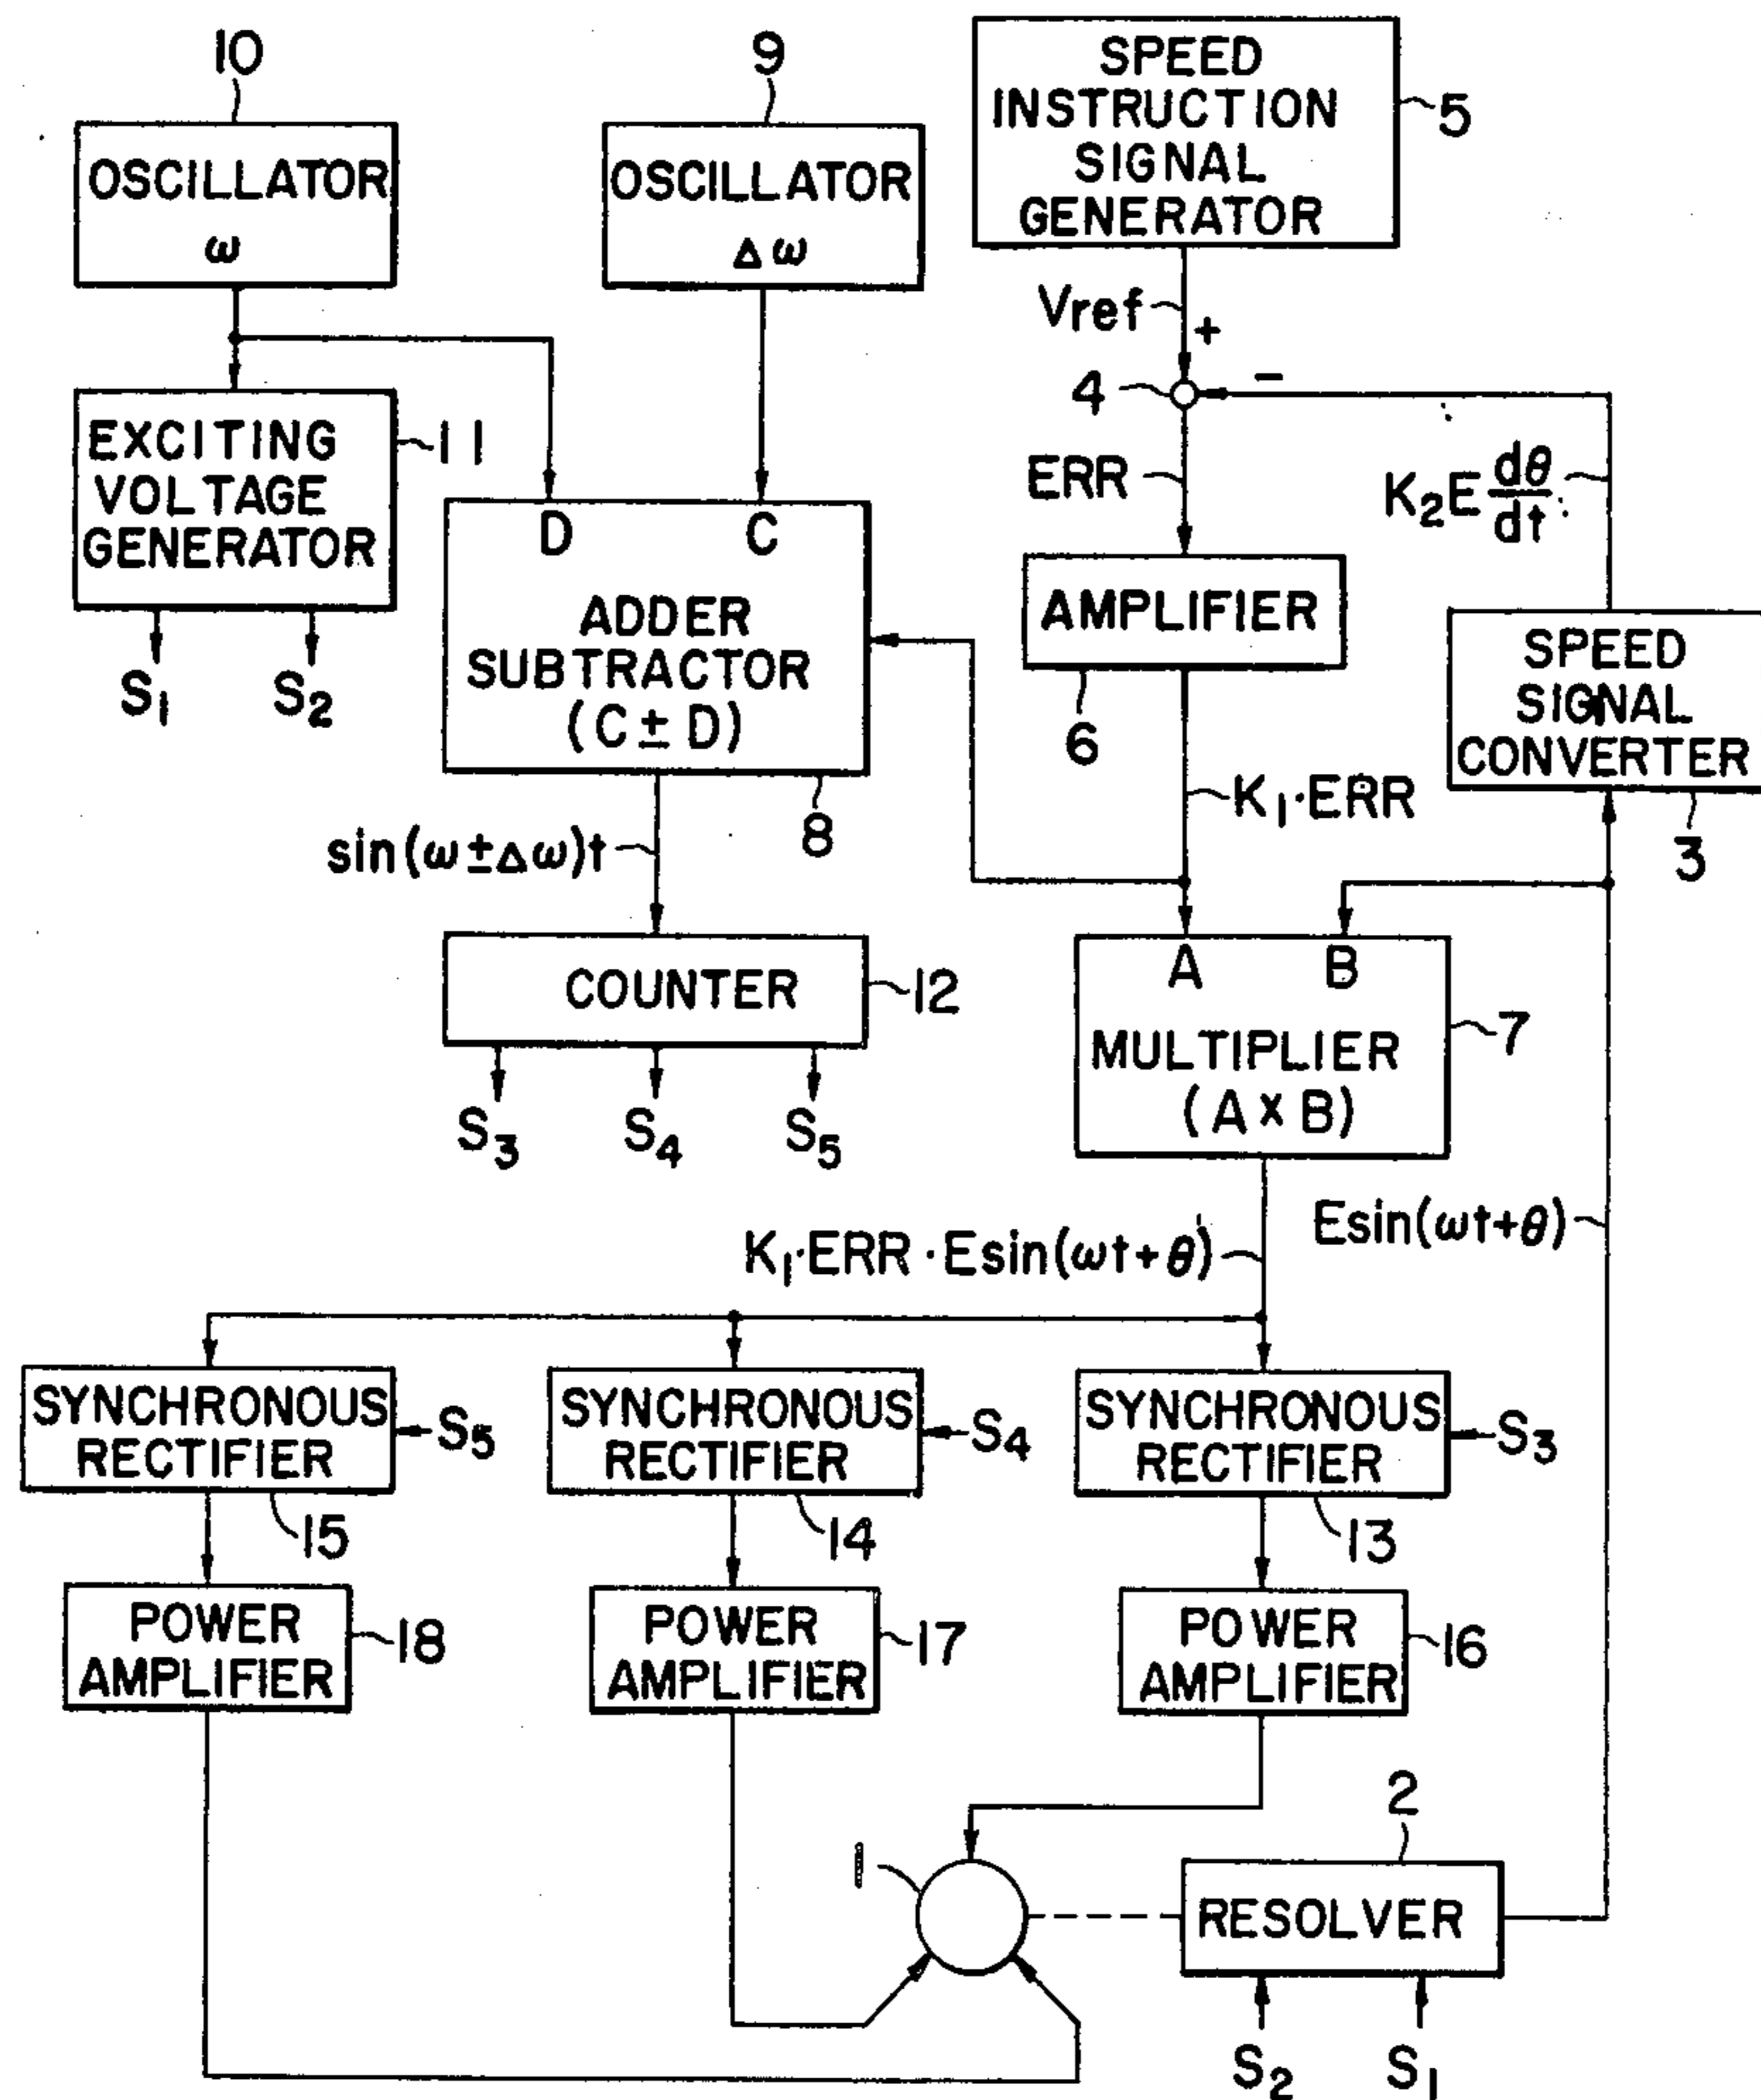 10
9
SPEED
INSTRUCTION
SIGNAL
GENERATOR
5
OSCILLATOR
ω
OSCILLATOR
Δω
Vref
+
4
−
EXCITING
VOLTAGE
GENERATOR
11
ERR
K₂E dθ/dt
D
C
ADDER
SUBTRACTOR
(C ± D)
8
AMPLIFIER
6
SPEED
SIGNAL
CONVERTER
3
S₁
S₂
K₁·ERR
sin(ω±Δω)t
COUNTER
12
A
B
MULTIPLIER
(A × B)
7
S₃
S₄
S₅
K₁·ERR·Esin(ωt+θ)
Esin(ωt+θ)
SYNCHRONOUS
RECTIFIER
S₅
15
SYNCHRONOUS
RECTIFIER
S₄
14
SYNCHRONOUS
RECTIFIER
S₃
13
POWER
AMPLIFIER
18
POWER
AMPLIFIER
17
POWER
AMPLIFIER
16
1
2
RESOLVER
S₂
S₁